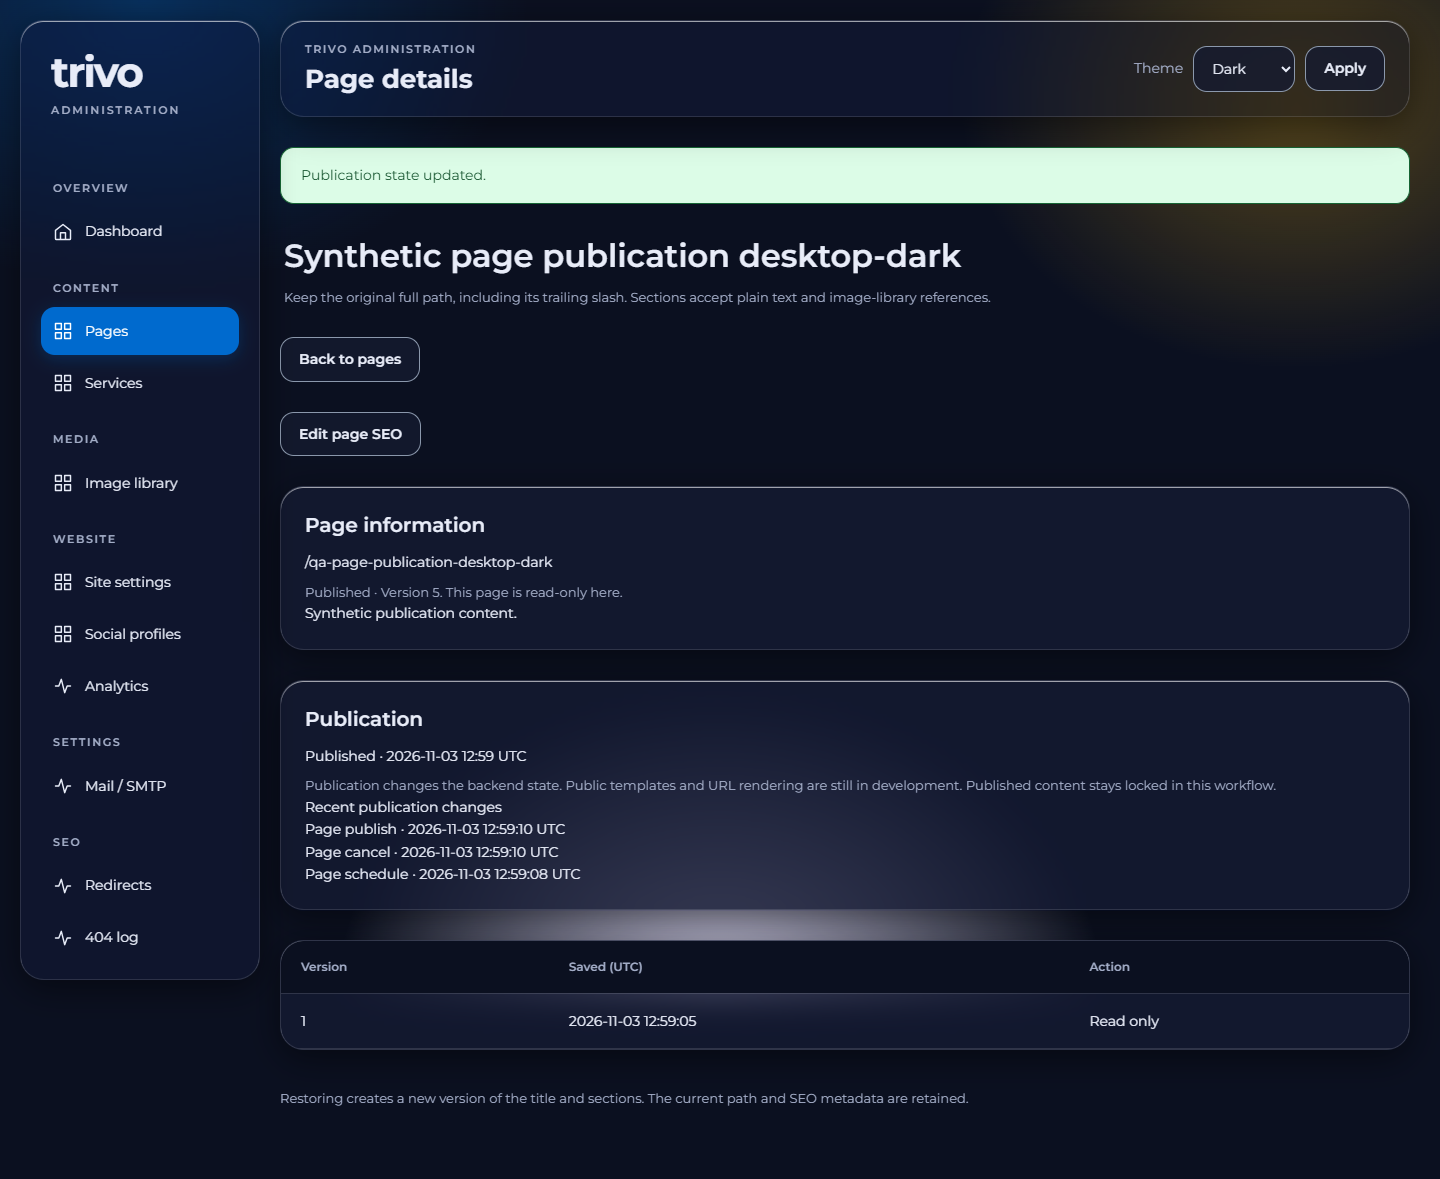 trivo
ADMINISTRATION
OVERVIEW
Dashboard
CONTENT
Pages
Services
MEDIA
Image library
WEBSITE
Site settings
Social profiles
Analytics
SETTINGS
Mail / SMTP
SEO
Redirects
404 log
TRIVO ADMINISTRATION
Page details
Theme
Dark
Apply
Publication state updated.
Synthetic page publication desktop-dark
Keep the original full path, including its trailing slash. Sections accept plain text and image-library references.
Back to pages
Edit page SEO
Page information
/qa-page-publication-desktop-dark
Published · Version 5. This page is read-only here.
Synthetic publication content.
Publication
Published · 2026-11-03 12:59 UTC
Publication changes the backend state. Public templates and URL rendering are still in development. Published content stays locked in this workflow.
Recent publication changes
Page publish · 2026-11-03 12:59:10 UTC
Page cancel · 2026-11-03 12:59:10 UTC
Page schedule · 2026-11-03 12:59:08 UTC
Version Saved (UTC) Action
1 2026-11-03 12:59:05 Read only
Restoring creates a new version of the title and sections. The current path and SEO metadata are retained.